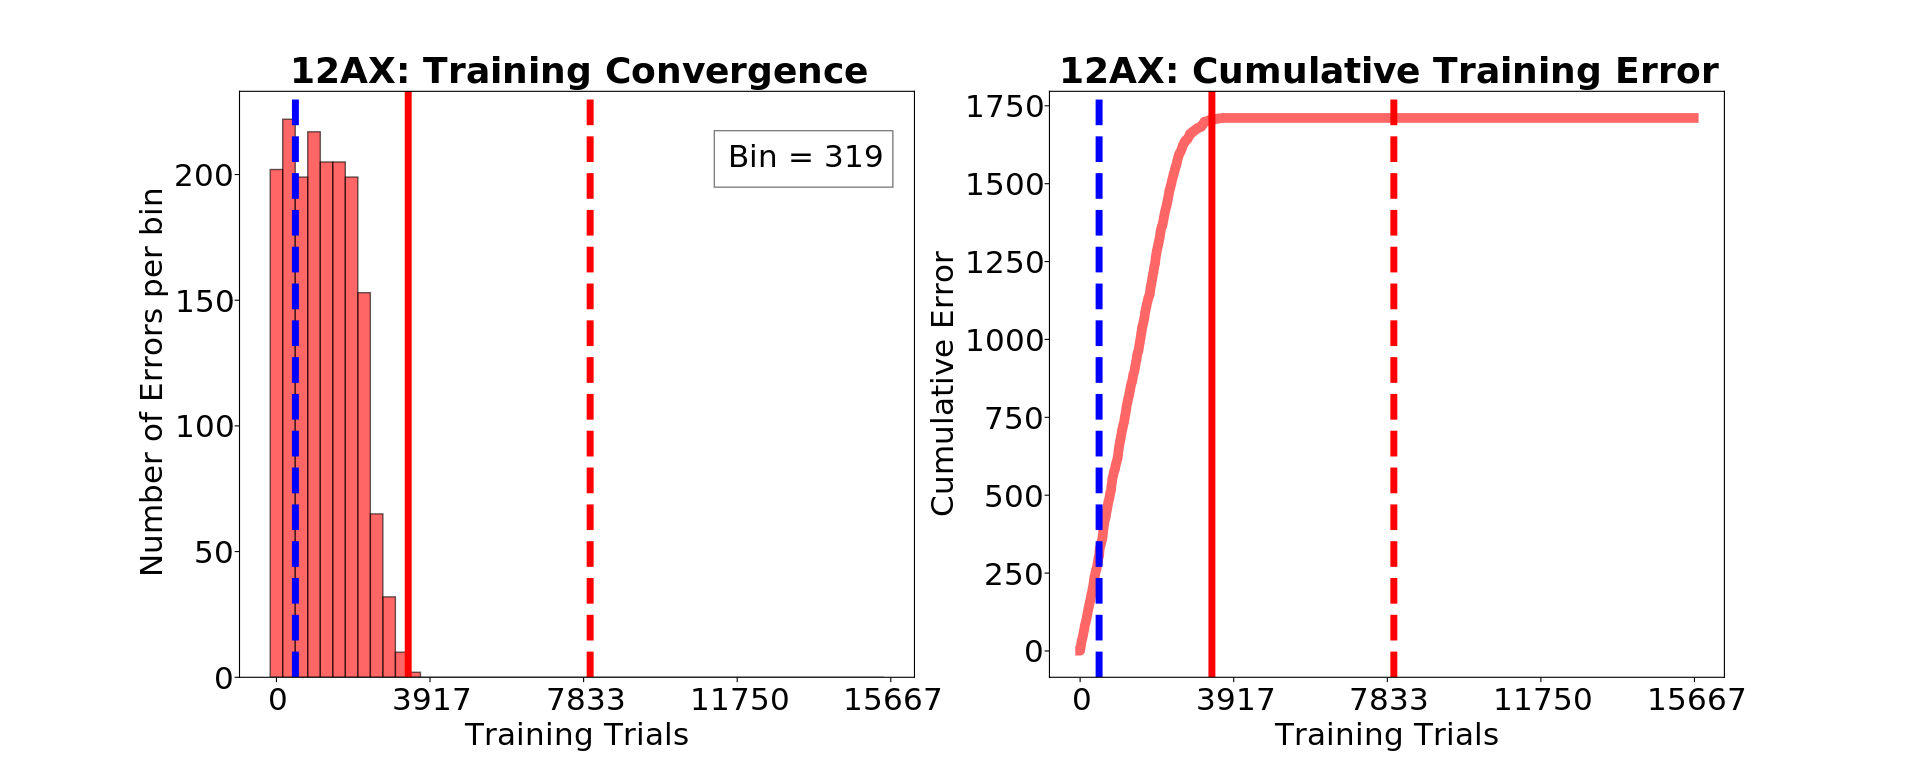 12AX: Training Convergence
Number of Errors per bin
200
150
100
50
0
Bin = 319
0 3917 7833 11750 15667
Training Trials
12AX: Cumulative Training Error
Cumulative Error
1750
1500
1250
1000
750
500
250
0
0 3917 7833 11750 15667
Training Trials